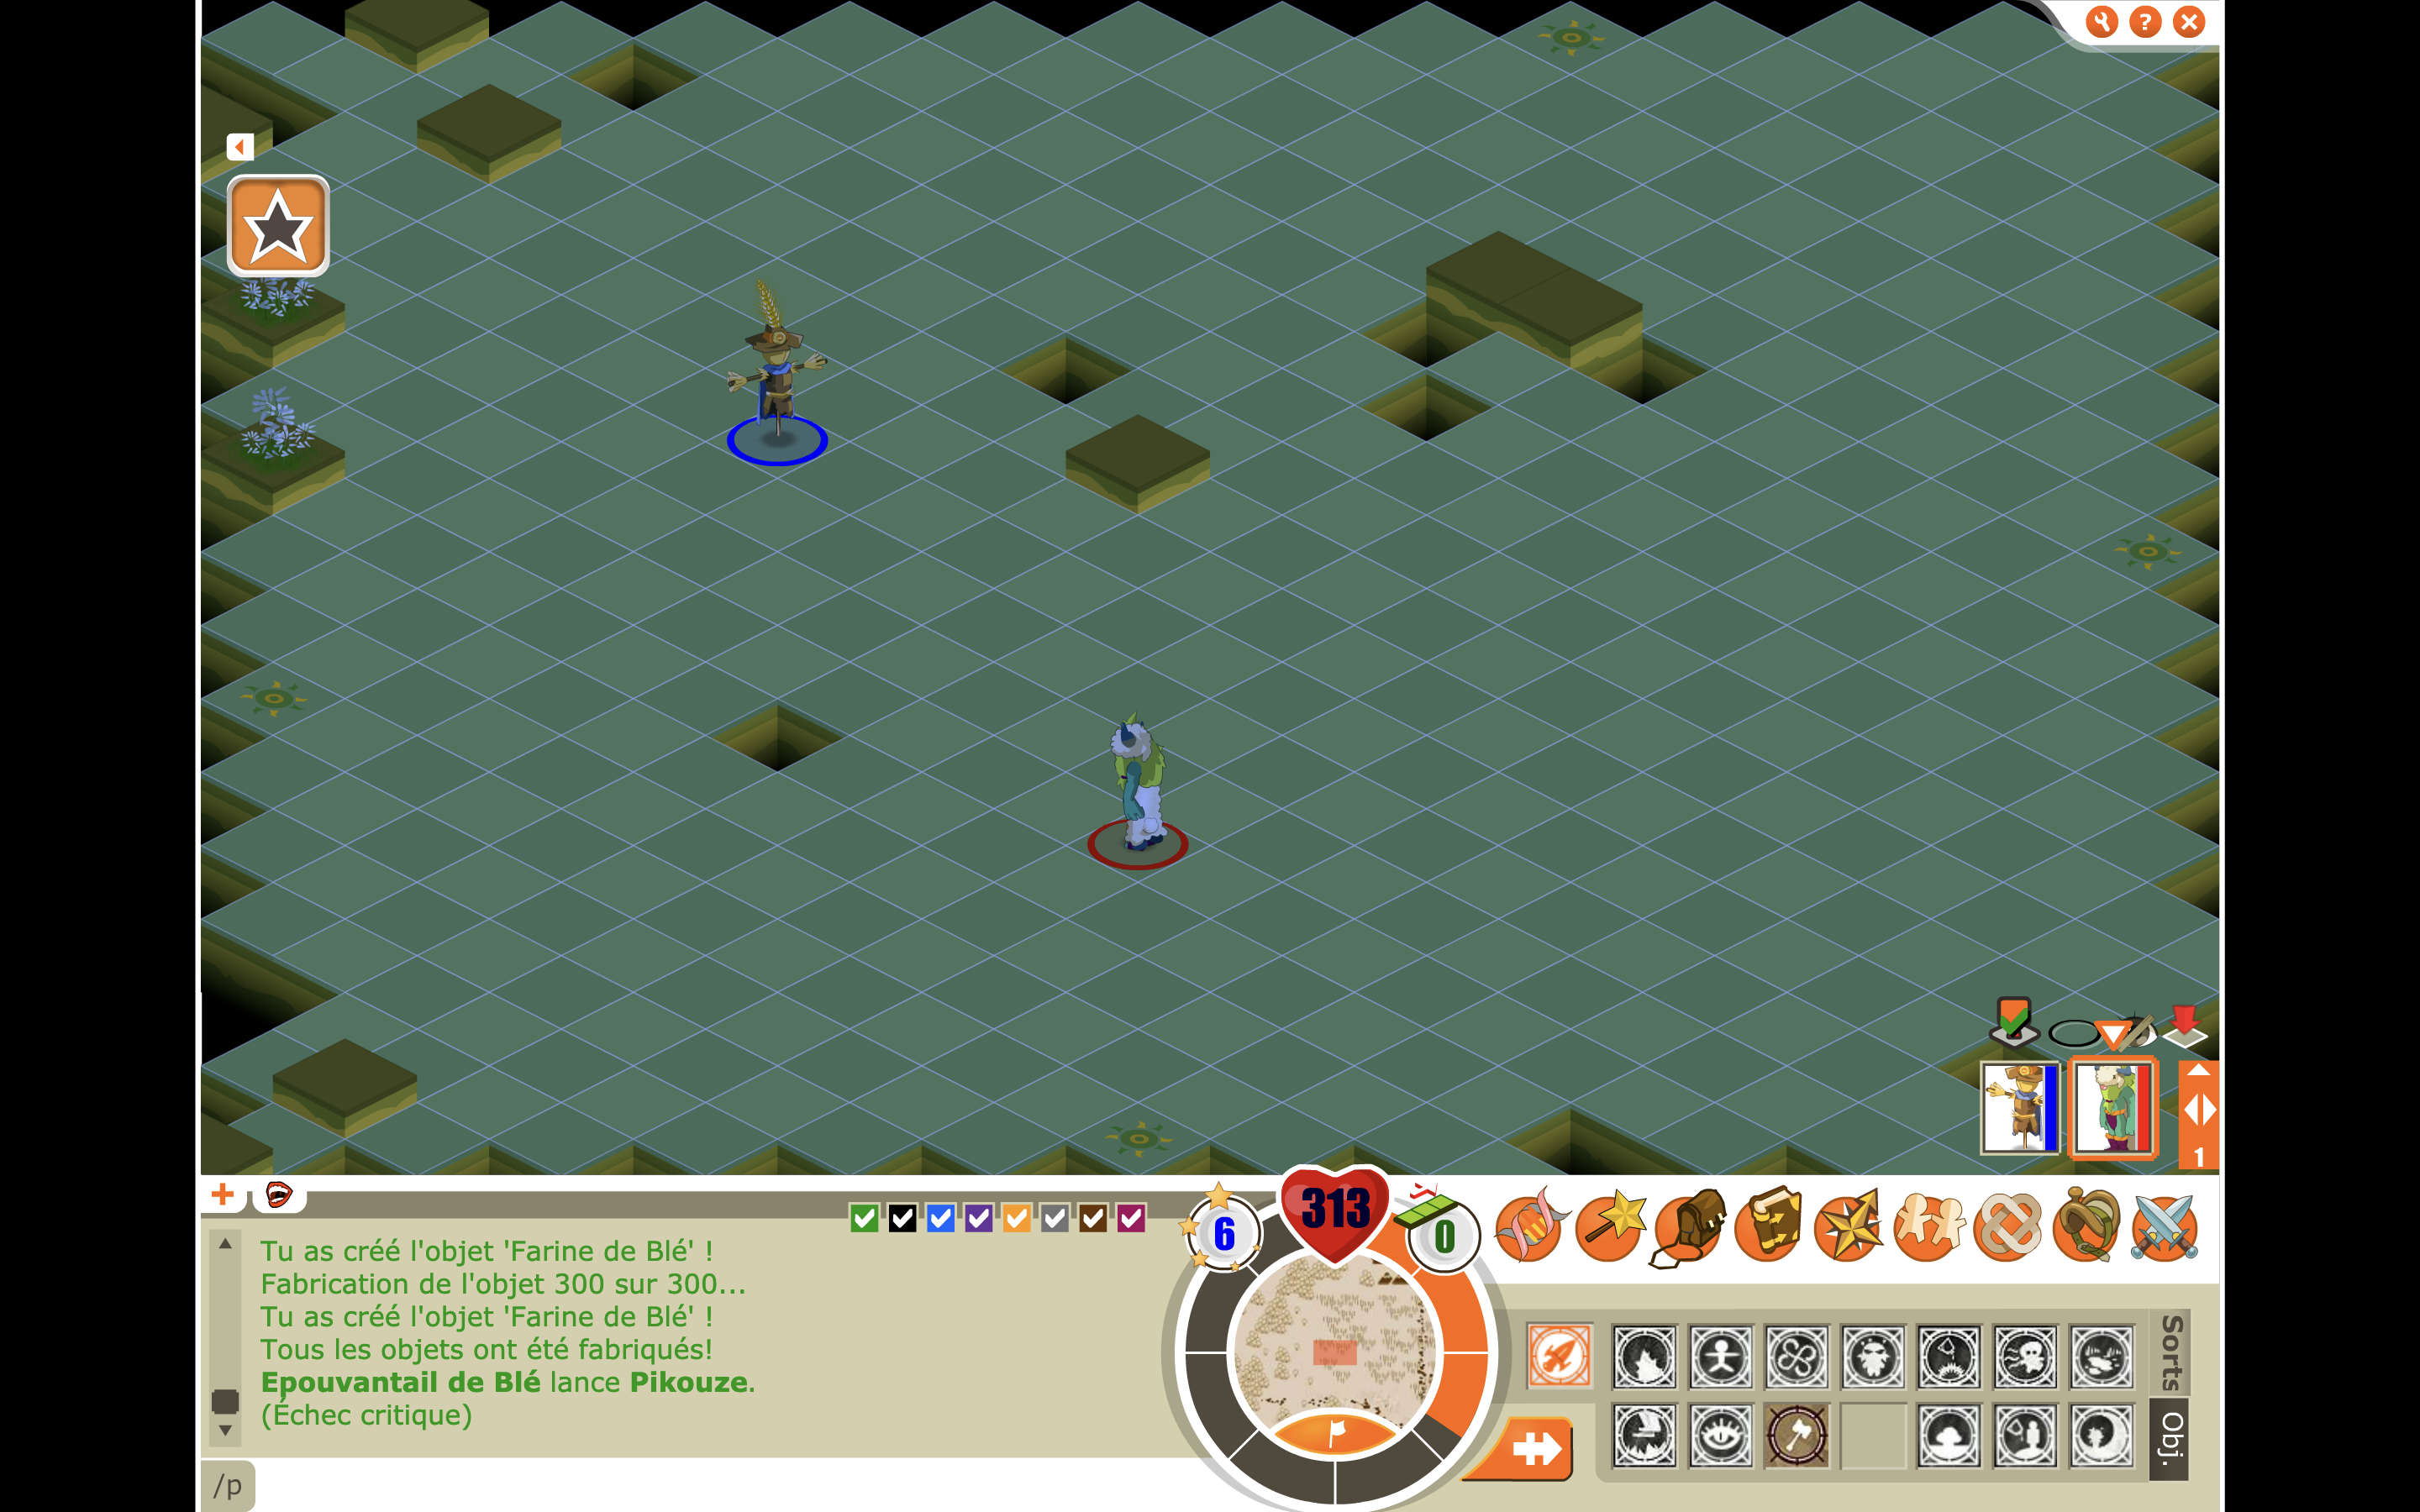 ?
1
6
313
0
Tu as créé l'objet 'Farine de Blé' !
Fabrication de l'objet 300 sur 300...
Tu as créé l'objet 'Farine de Blé' !
Tous les objets ont été fabriqués!
Epouvantail de Blé lance Pikouze.
(Échec critique)
Sorts
Obj.
/p